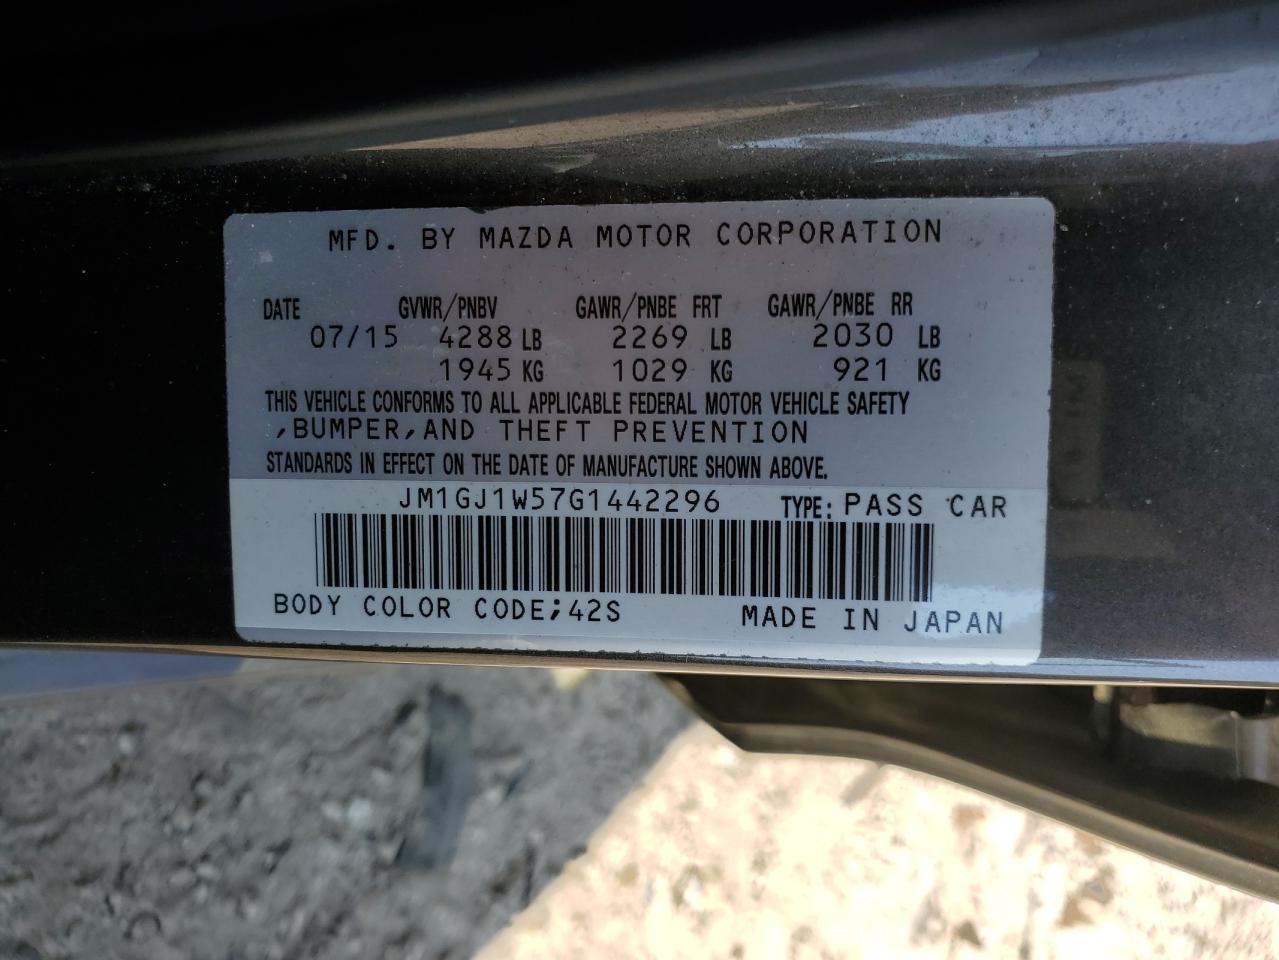 MFD. BY MAZDA MOTOR CORPORATION
DATE GVWR/PNBV GAWR/PNBE FRT GAWR/PNBE RR
07/15 4288 LB 2269 LB 2030 LB
1945 KG 1029 KG 921 KG
THIS VEHICLE CONFORMS TO ALL APPLICABLE FEDERAL MOTOR VEHICLE SAFETY
,BUMPER,AND THEFT PREVENTION
STANDARDS IN EFFECT ON THE DATE OF MANUFACTURE SHOWN ABOVE.
JM1GJ1W57G1442296 TYPE: PASS CAR
BODY COLOR CODE;42S MADE IN JAPAN